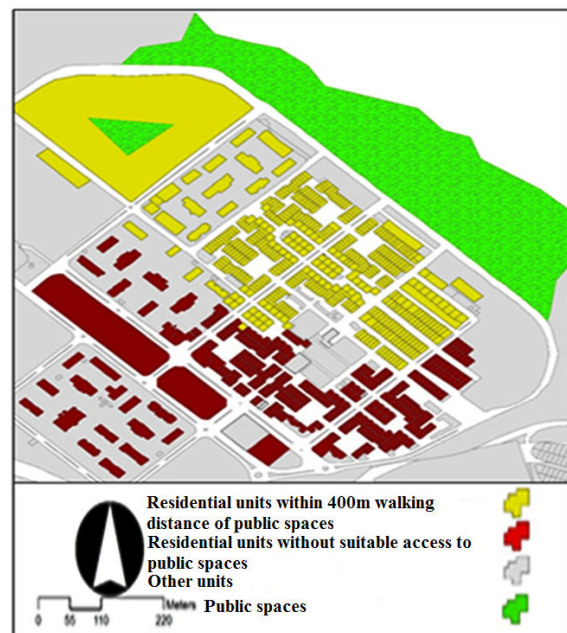 Residential units within 400m walking
distance of public spaces
Residential units without suitable access to
public spaces
Other units
Public spaces
Meters
0 55 110 220